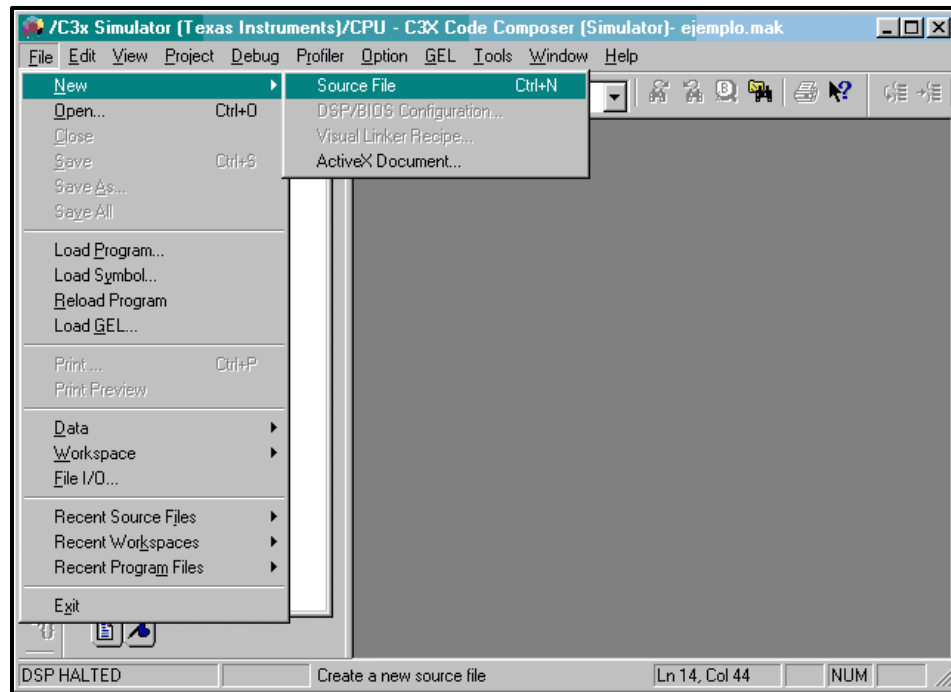 /C3x Simulator (Texas Instruments)/CPU - C3X Code Composer (Simulator)- ejemplo.mak
File Edit View Project Debug Profiler Option GEL Tools Window Help
New
Source File Ctrl+N
Open... Ctrl+O
DSP/BIOS Configuration...
Close
Visual Linker Recipe...
Save Ctrl+S
ActiveX Document...
Save As...
Save All
Load Program...
Load Symbol...
Reload Program
Load GEL...
Print ... Ctrl+P
Print Preview
Data
Workspace
File I/O...
Recent Source Files
Recent Workspaces
Recent Program Files
Exit
DSP HALTED Create a new source file Ln 14, Col 44 NUM